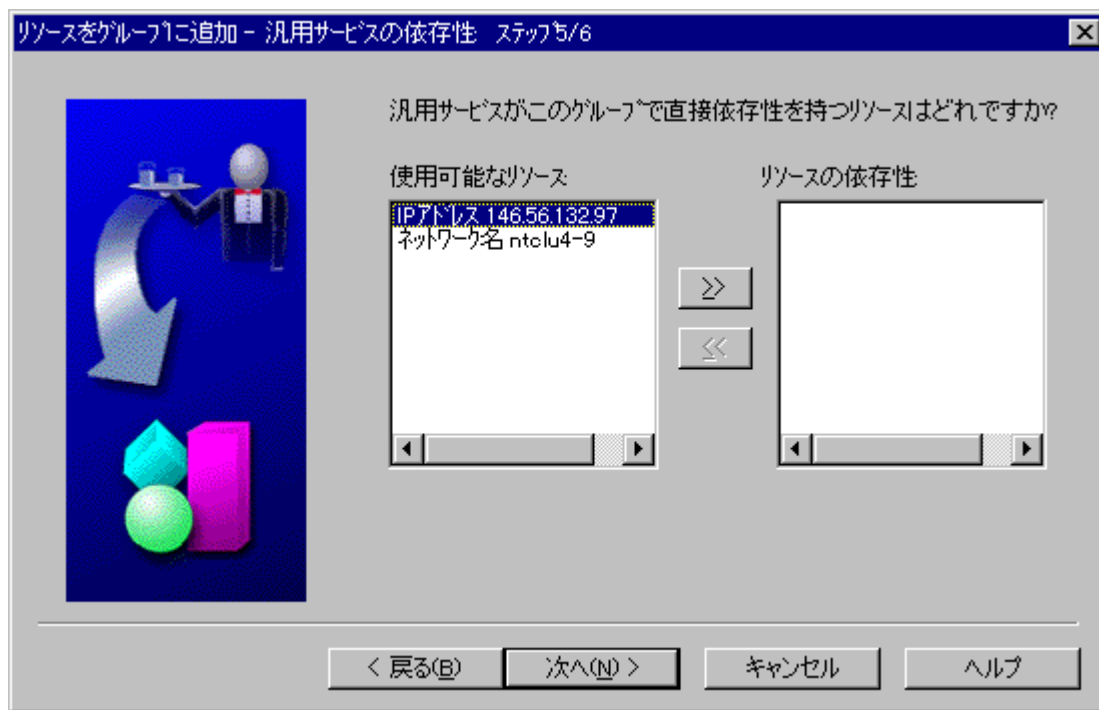 リソースをグループに追加 - 汎用サービスの依存性 ステップ5/6
汎用サービスがこのグループで直接依存性を持つリソースはどれですか?
使用可能なリソース:
リソースの依存性:
IPアドレス 146.56.132.97
ネットワーク名 ntclu4-9
>>
<<
< 戻る(B)
次へ(N) >
キャンセル
ヘルプ